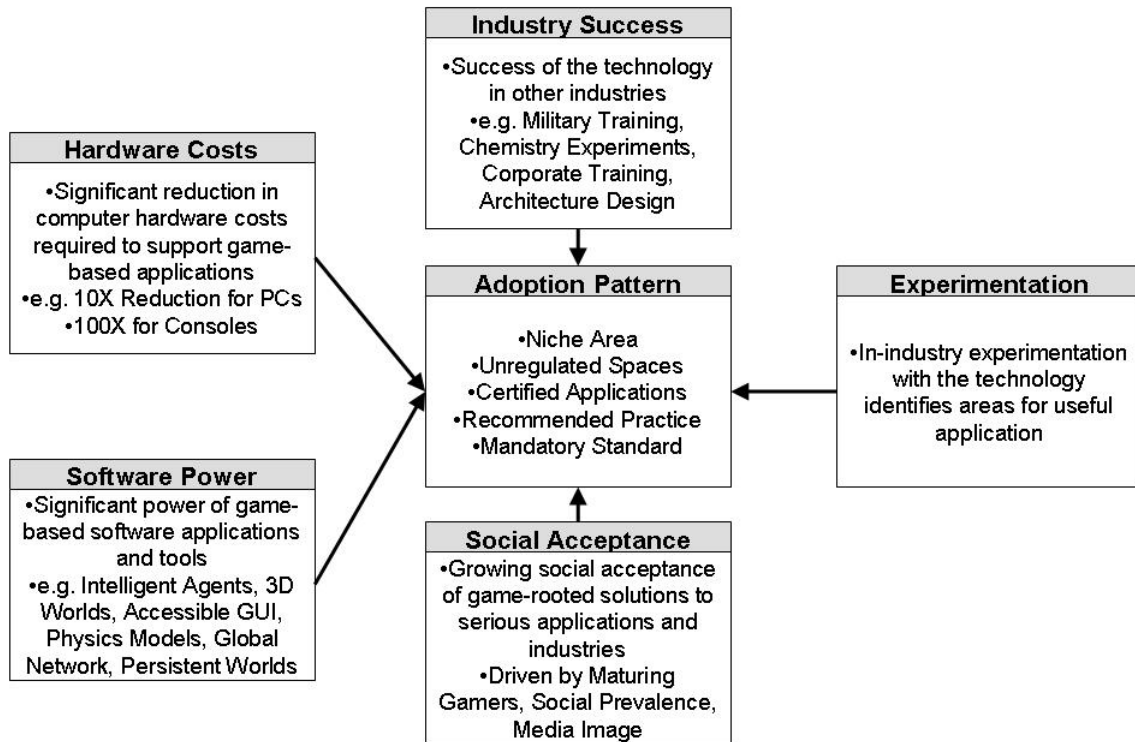 Industry Success
•Success of the technology
in other industries
•e.g. Military Training,
Chemistry Experiments,
Corporate Training,
Architecture Design
Hardware Costs
•Significant reduction in
computer hardware costs
required to support game-
based applications
•e.g. 10X Reduction for PCs
•100X for Consoles
Adoption Pattern
•Niche Area
•Unregulated Spaces
•Certified Applications
•Recommended Practice
•Mandatory Standard
Experimentation
•In-industry experimentation
with the technology
identifies areas for useful
application
Software Power
•Significant power of game-
based software applications
and tools
•e.g. Intelligent Agents, 3D
Worlds, Accessible GUI,
Physics Models, Global
Network, Persistent Worlds
Social Acceptance
•Growing social acceptance
of game-rooted solutions to
serious applications and
industries
•Driven by Maturing
Gamers, Social Prevalence,
Media Image